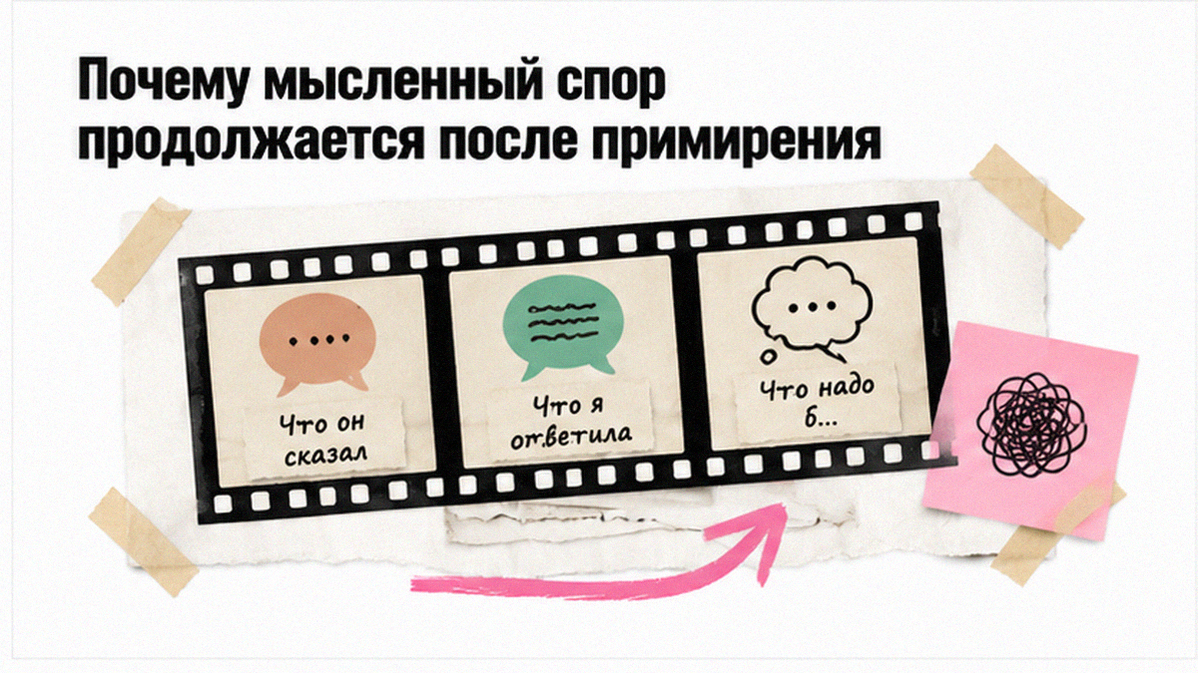 Почему мысленный спор
продолжается после примирения
Что он
сказал
Что я
ответила
Что надо
б...